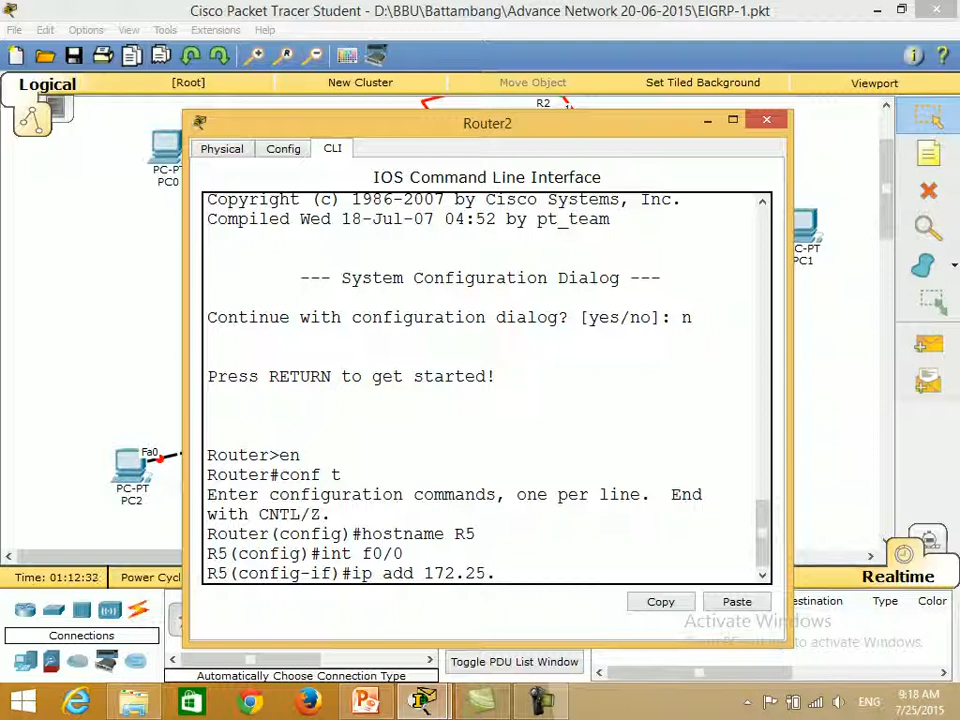 Cisco Packet Tracer Student - D:\BBU\Battambang\Advance Network 20-06-2015\EIGRP-1.pkt
File Edit Options View Tools Extensions Help
Logical [Root] New Cluster Move Object Set Tiled Background Viewport
R2
Router2
PC-PT
PC0
Physical Config CLI
IOS Command Line Interface
Copyright (c) 1986-2007 by Cisco Systems, Inc.
Compiled Wed 18-Jul-07 04:52 by pt_team
--- System Configuration Dialog ---
Continue with configuration dialog? [yes/no]: n
Press RETURN to get started!
Router>en
Router#conf t
Enter configuration commands, one per line.  End
with CNTL/Z.
Router(config)#hostname R5
R5(config)#int f0/0
R5(config-if)#ip add 172.25.
PC-PT
PC1
Fa0
PC-PT
PC2
Copy Paste
Time: 01:12:32 Power Cycl
Realtime
Connections
Automatically Choose Connection Type
Toggle PDU List Window
estination Type Color
Activate Windows
to activate Windows.
ENG
9:18 AM
7/25/2015